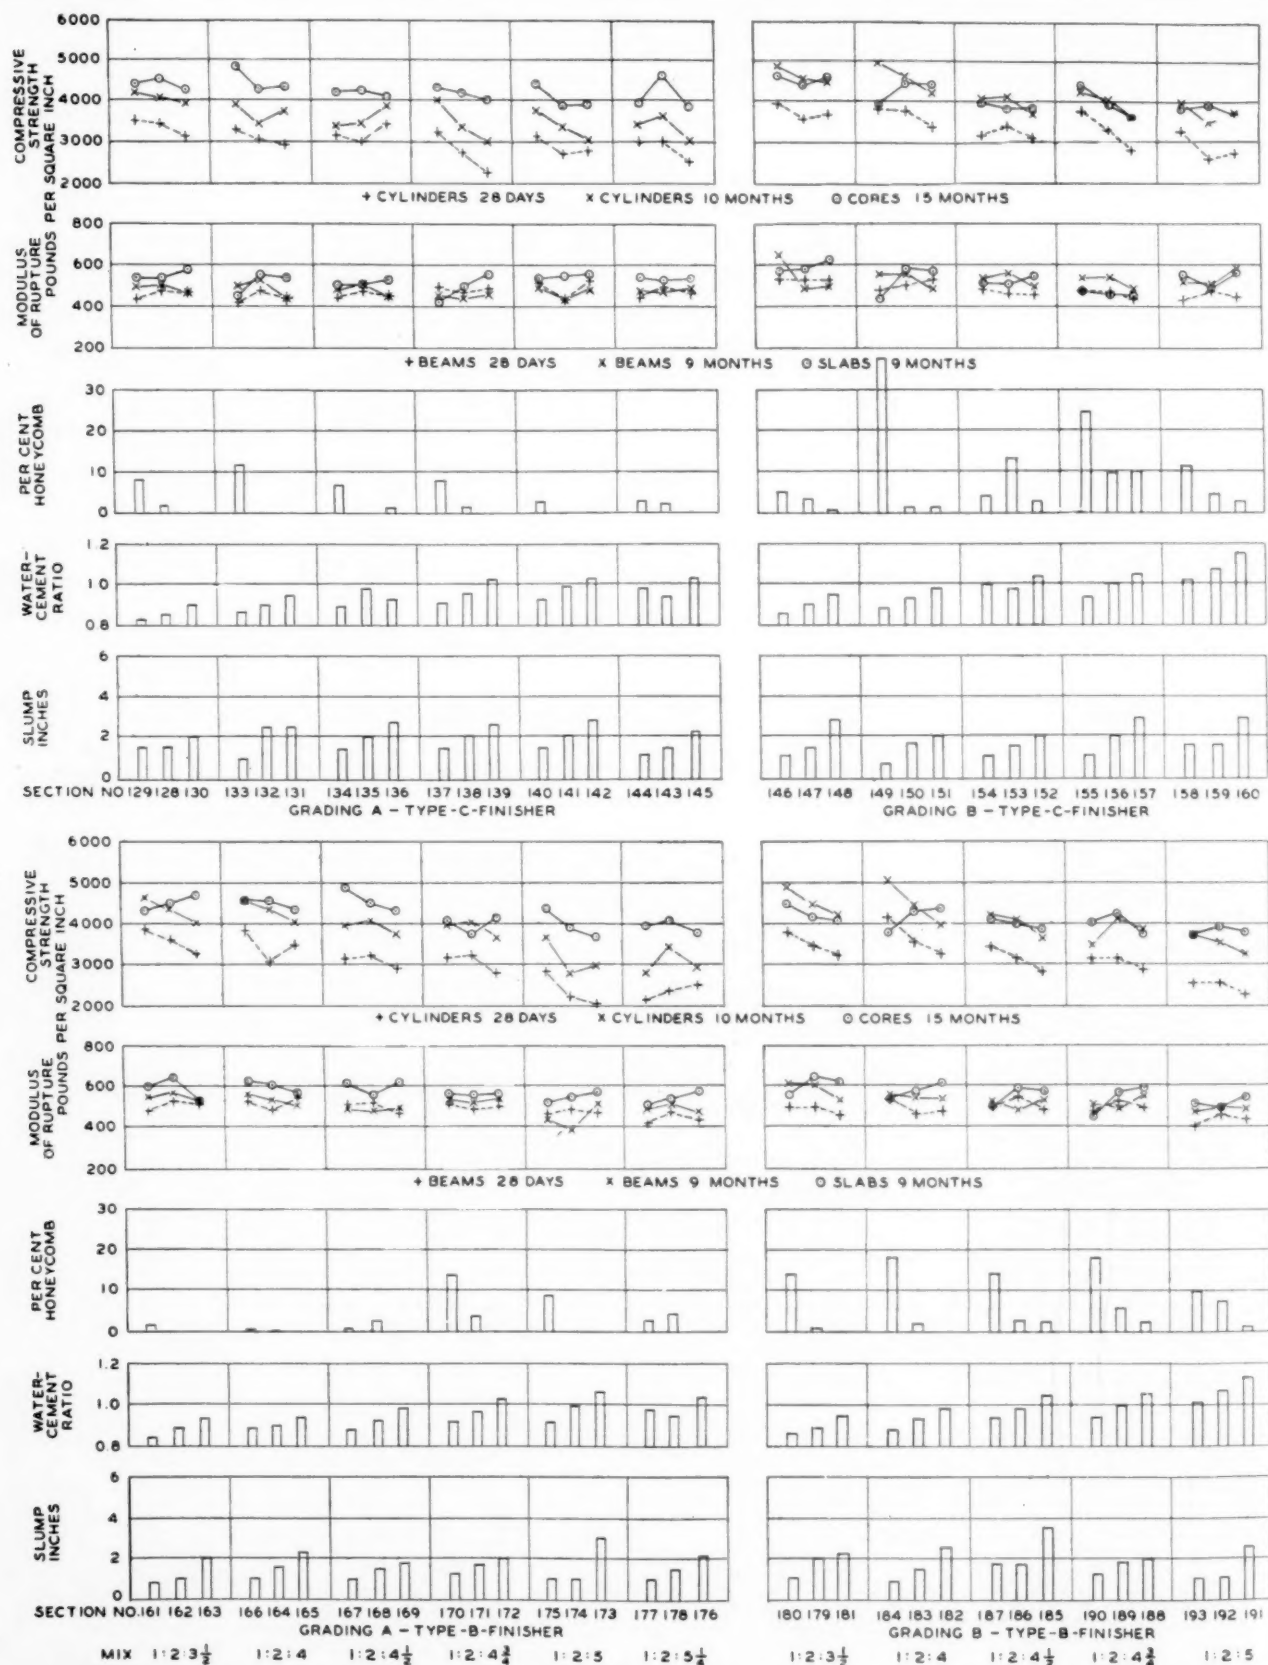 COMPRESSIVE
STRENGTH
POUNDS PER SQUARE INCH
6000
5000
4000
3000
2000
+ CYLINDERS 28 DAYS × CYLINDERS 10 MONTHS ⊙ CORES 15 MONTHS
MODULUS
OF RUPTURE
800
600
400
200
+ BEAMS 28 DAYS × BEAMS 9 MONTHS ⊙ SLABS 9 MONTHS
PER CENT
HONEYCOMB
30
20
10
0
WATER-
CEMENT
RATIO
1.2
1.0
0.8
SLUMP
INCHES
6
4
2
0
SECTION NO 129 128 130 133 132 131 134 135 136 137 138 139 140 141 142 144 143 145 146 147 148 149 150 151 154 153 152 155 156 157 158 159 160
GRADING A – TYPE-C-FINISHER GRADING B – TYPE-C-FINISHER
COMPRESSIVE
STRENGTH
POUNDS PER SQUARE INCH
6000
5000
4000
3000
2000
+ CYLINDERS 28 DAYS × CYLINDERS 10 MONTHS ⊙ CORES 15 MONTHS
MODULUS
OF RUPTURE
800
600
400
200
+ BEAMS 28 DAYS × BEAMS 9 MONTHS ⊙ SLABS 9 MONTHS
PER CENT
HONEYCOMB
30
20
10
0
WATER-
CEMENT
RATIO
1.2
1.0
0.8
SLUMP
INCHES
6
4
2
0
SECTION NO. 161 162 163 166 164 165 167 168 169 170 171 172 175 174 173 177 178 176 180 179 181 184 183 182 187 186 185 190 189 188 193 192 191
GRADING A – TYPE-B-FINISHER GRADING B – TYPE-B-FINISHER
MIX 1:2:3½ 1:2:4 1:2:4½ 1:2:4¾ 1:2:5 1:2:5¼ 1:2:3½ 1:2:4 1:2:4½ 1:2:4¾ 1:2:5